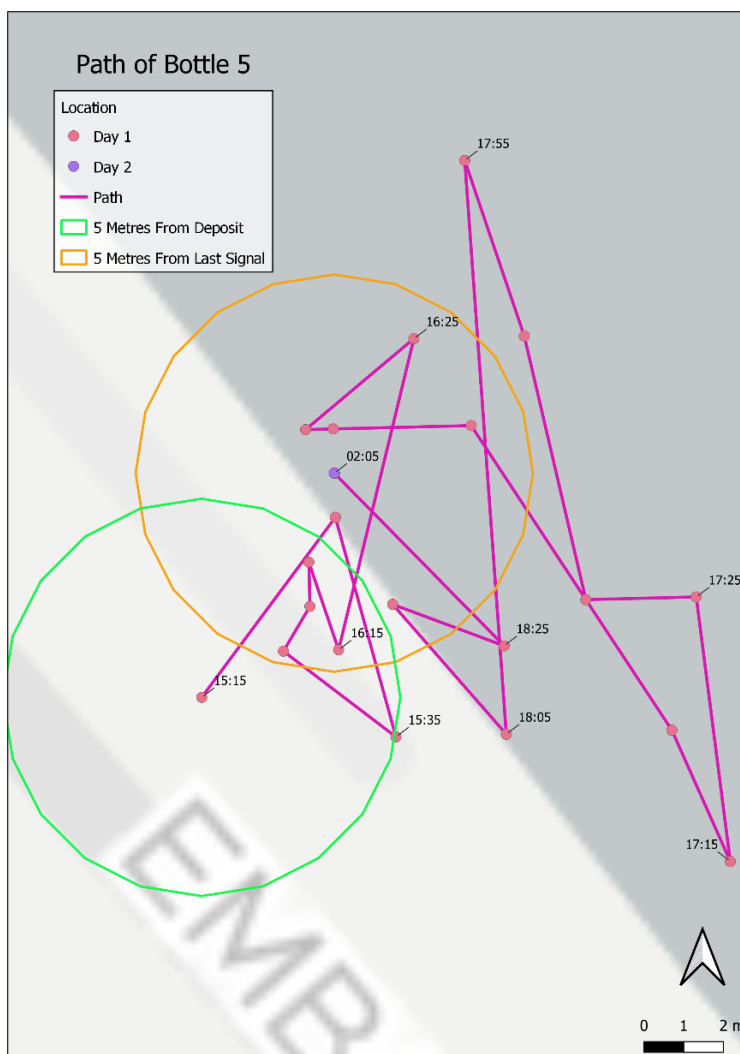 Path of Bottle 5
Location
Day 1
Day 2
Path
5 Metres From Deposit
5 Metres From Last Signal
17:55
16:25
02:05
17:25
18:25
16:15
15:15
15:35
18:05
17:15
EMB
0 1 2 m